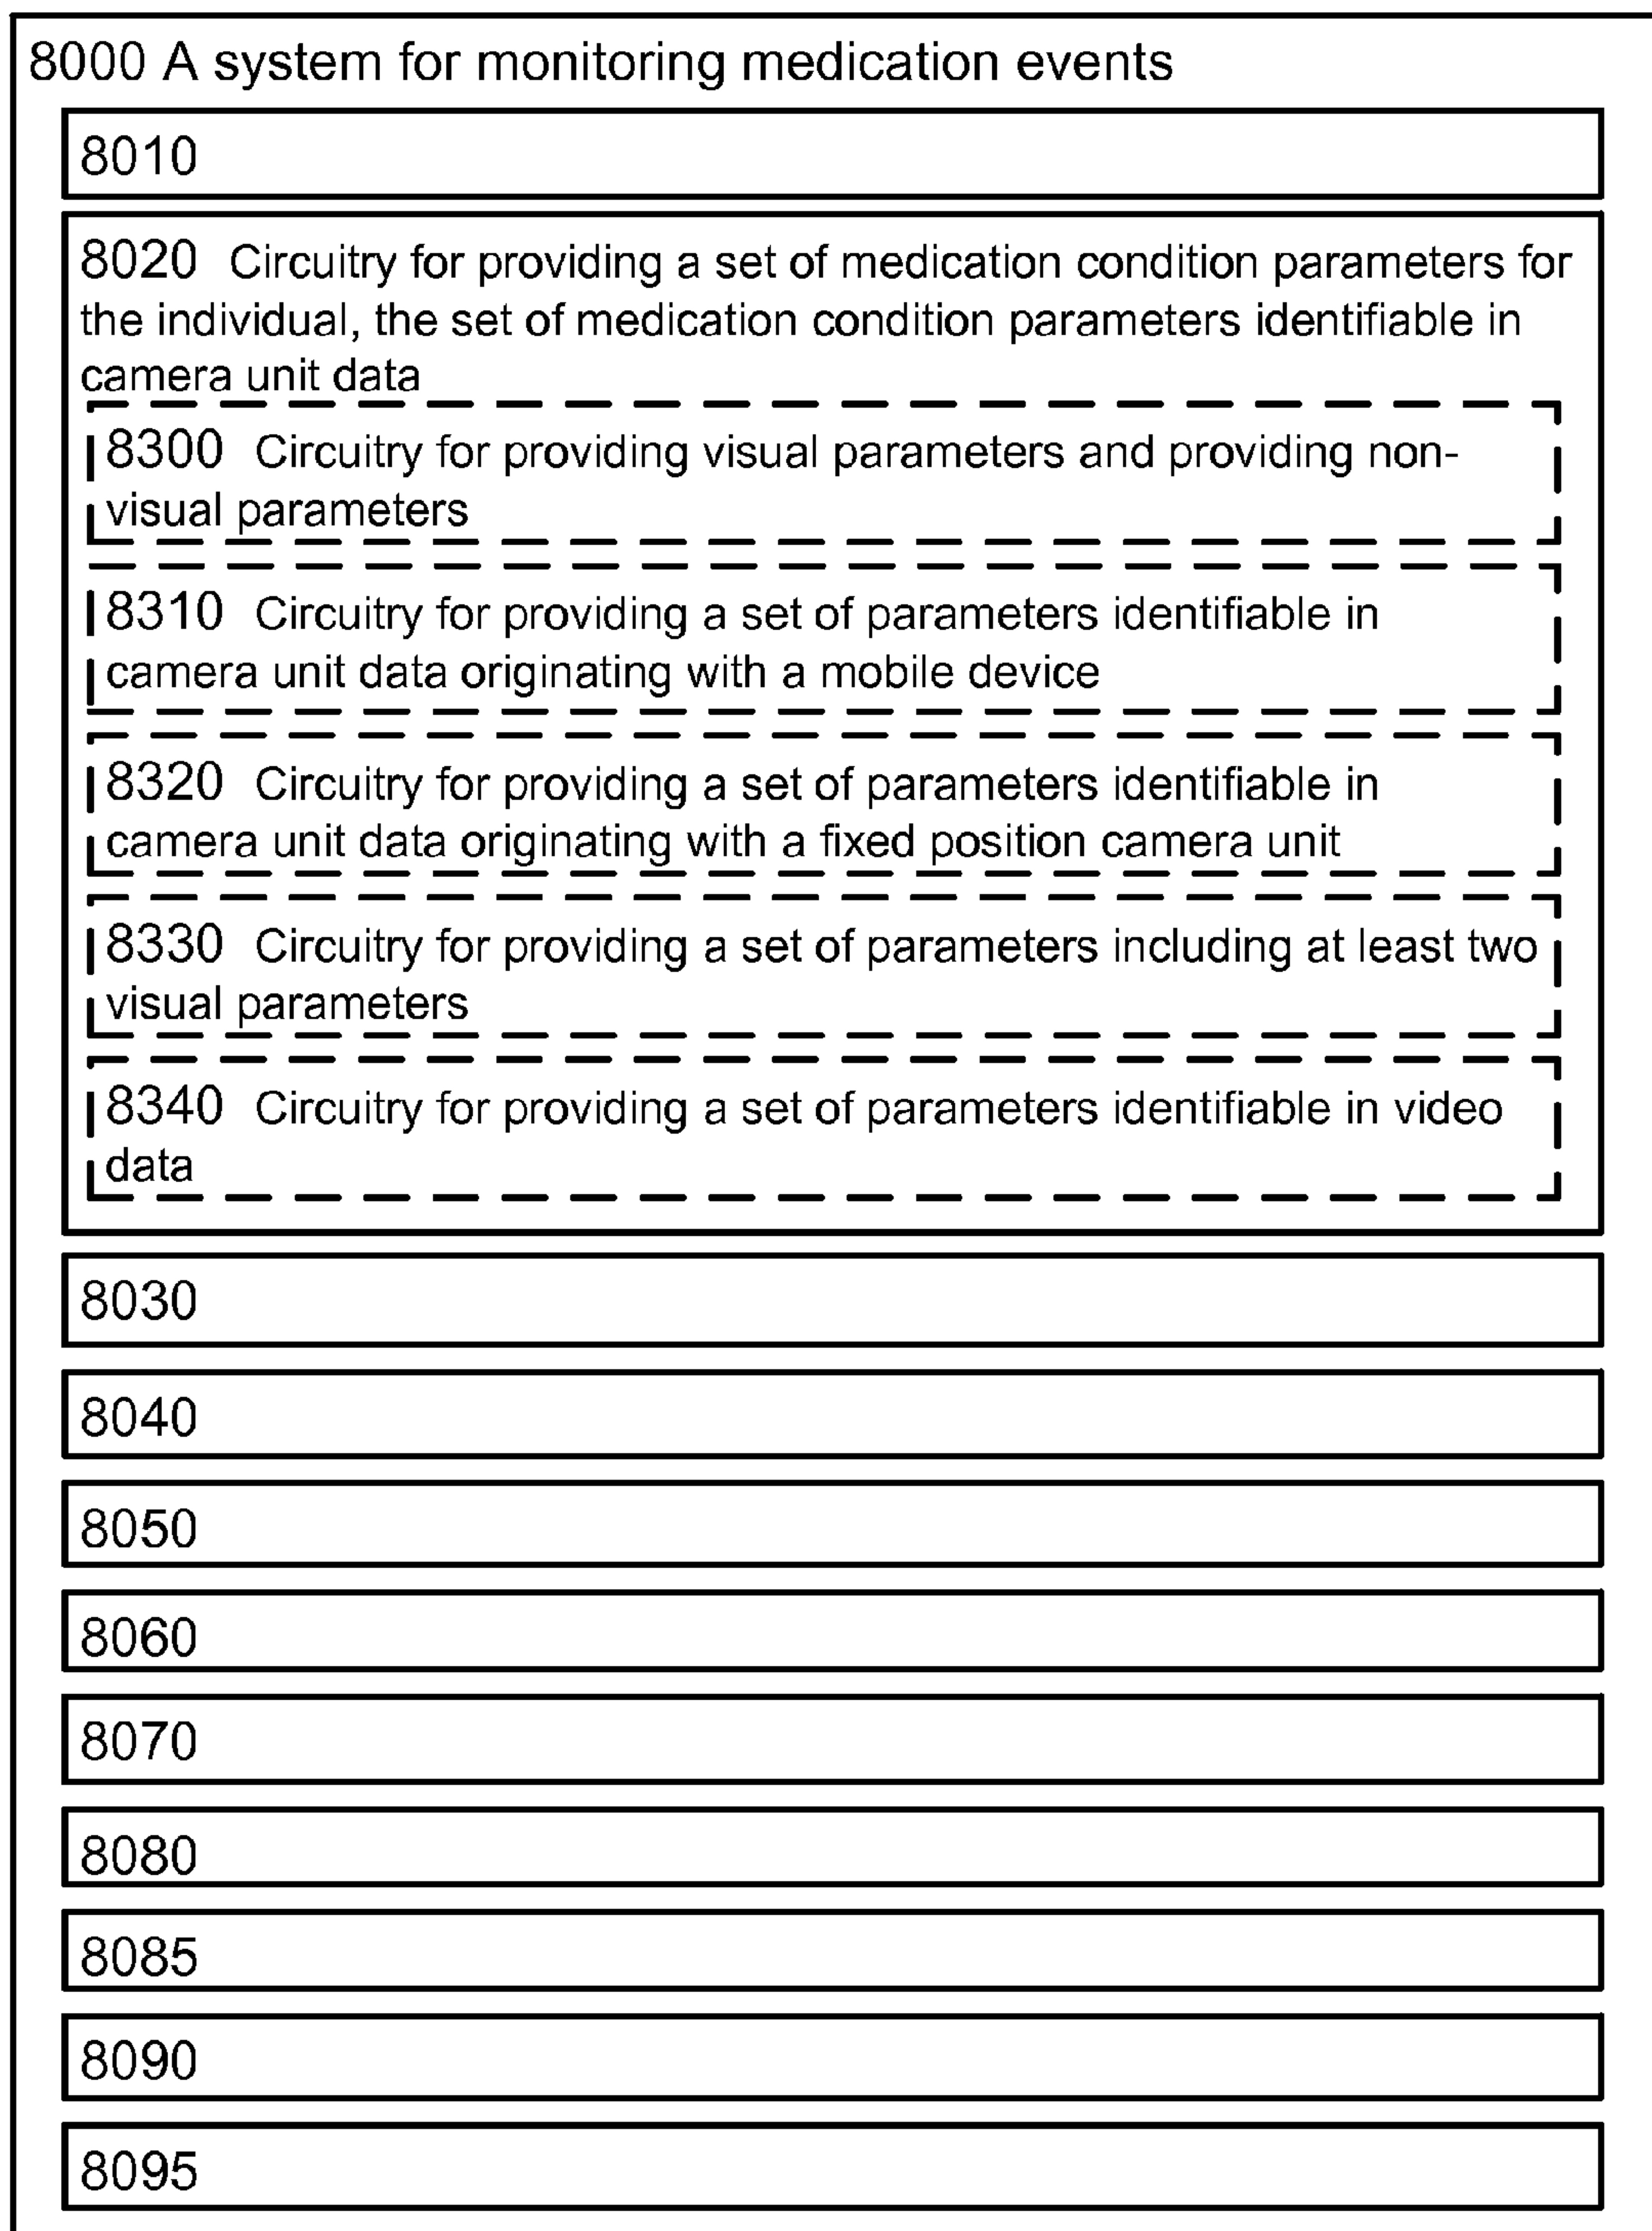 8000 A system for monitoring medication events
8010
8020 Circuitry for providing a set of medication condition parameters for
the individual, the set of medication condition parameters identifiable in
camera unit data
8300 Circuitry for providing visual parameters and providing non-
visual parameters
8310 Circuitry for providing a set of parameters identifiable in
camera unit data originating with a mobile device
8320 Circuitry for providing a set of parameters identifiable in
camera unit data originating with a fixed position camera unit
8330 Circuitry for providing a set of parameters including at least two
visual parameters
8340 Circuitry for providing a set of parameters identifiable in video
data
8030
8040
8050
8060
8070
8080
8085
8090
8095